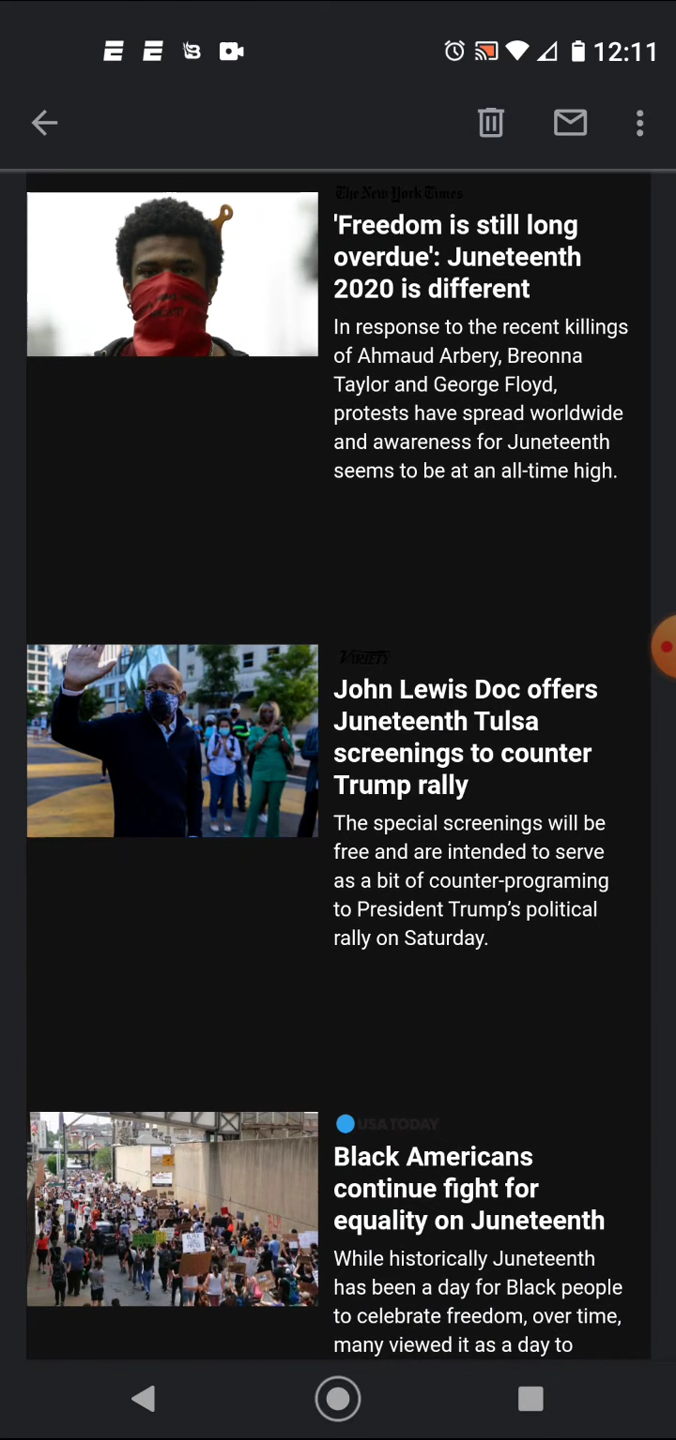 12:11
The New York Times
'Freedom is still long
overdue': Juneteenth
2020 is different
In response to the recent killings
of Ahmaud Arbery, Breonna
Taylor and George Floyd,
protests have spread worldwide
and awareness for Juneteenth
seems to be at an all-time high.
VARIETY
John Lewis Doc offers
Juneteenth Tulsa
screenings to counter
Trump rally
The special screenings will be
free and are intended to serve
as a bit of counter-programing
to President Trump’s political
rally on Saturday.
USA TODAY
Black Americans
continue fight for
equality on Juneteenth
While historically Juneteenth
has been a day for Black people
to celebrate freedom, over time,
many viewed it as a day to